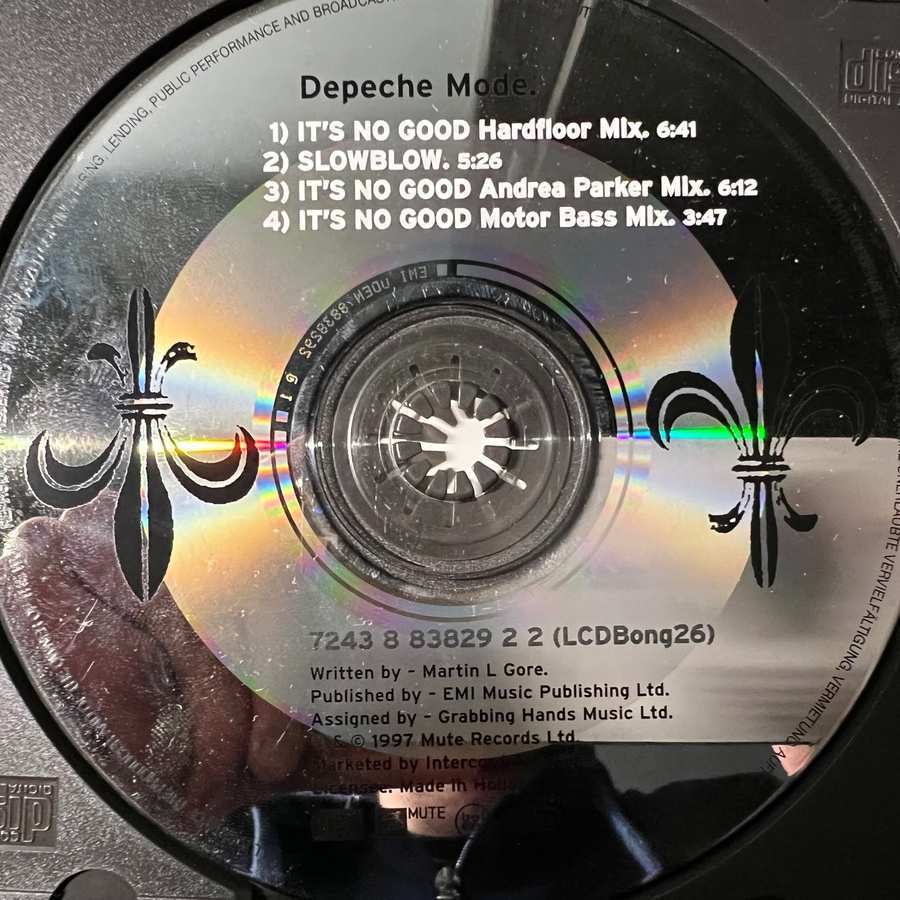 LENDING, PUBLIC PERFORMANCE AND BROADCAST
Depeche Mode.
1) IT'S NO GOOD Hardfloor Mix. 6:41
2) SLOWBLOW. 5:26
3) IT'S NO GOOD Andrea Parker Mix. 6:12
4) IT'S NO GOOD Motor Bass Mix. 3:47
EMI UDEN
7243 8 83829 2 2 (LCDBong26)
Written by - Martin L Gore.
Published by - EMI Music Publishing Ltd.
Assigned by - Grabbing Hands Music Ltd.
& © 1997 Mute Records Ltd.
Marketed by
Licensee. Made in
MUTE
VERVIELFÄLTIGUNG, VERMIETUNG,